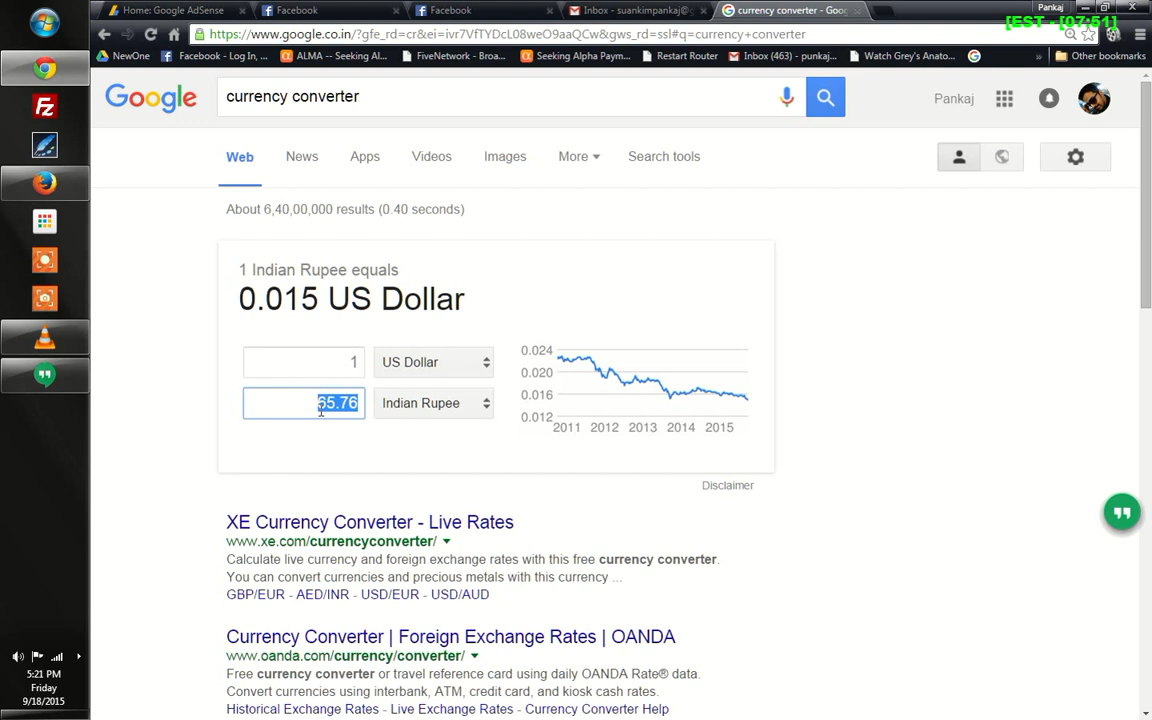 Home: Google AdSense
Facebook
Facebook
Inbox - suankimpankaj@g
currency converter - Goo
Pankaj
[EST - [07:51]
https://www.google.co.in/?gfe_rd=cr&ei=ivr7VfTYDcL08weO9aaQCw&gws_rd=ssl#q=currency+converter
NewOne
Facebook - Log In, ...
ALMA -- Seeking Al...
FiveNetwork - Broa...
Seeking Alpha Paym...
Restart Router
Inbox (463) - punkaj...
Watch Grey's Anato...
»
Other bookmarks
Google
currency converter
Pankaj
Web
News
Apps
Videos
Images
More
Search tools
About 6,40,00,000 results (0.40 seconds)
1 Indian Rupee equals
0.015 US Dollar
1
US Dollar
65.76
Indian Rupee
0.024
0.020
0.016
0.012
2011 2012 2013 2014 2015
Disclaimer
XE Currency Converter - Live Rates
www.xe.com/currencyconverter/
Calculate live currency and foreign exchange rates with this free currency converter.
You can convert currencies and precious metals with this currency ...
GBP/EUR - AED/INR - USD/EUR - USD/AUD
Currency Converter | Foreign Exchange Rates | OANDA
www.oanda.com/currency/converter/
Free currency converter or travel reference card using daily OANDA Rate® data.
Convert currencies using interbank, ATM, credit card, and kiosk cash rates.
Historical Exchange Rates - Live Exchange Rates - Currency Converter Help
Fz
5:21 PM
Friday
9/18/2015